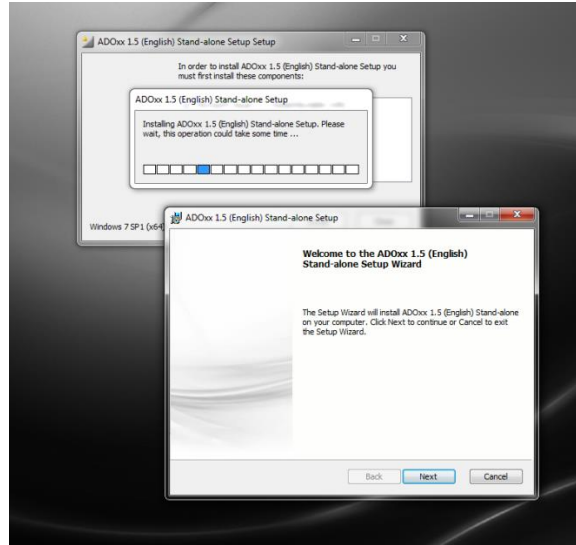 ADOxx 1.5 (English) Stand-alone Setup Setup
In order to install ADOxx 1.5 (English) Stand-alone Setup you
must first install these components:
ADOxx 1.5 (English) Stand-alone Setup
Installing ADOxx 1.5 (English) Stand-alone Setup. Please
wait, this operation could take some time ...
Windows 7 SP1 (x64
ADOxx 1.5 (English) Stand-alone Setup
Welcome to the ADOxx 1.5 (English)
Stand-alone Setup Wizard
The Setup Wizard will install ADOxx 1.5 (English) Stand-alone
on your computer. Click Next to continue or Cancel to exit
the Setup Wizard.
Back Next Cancel